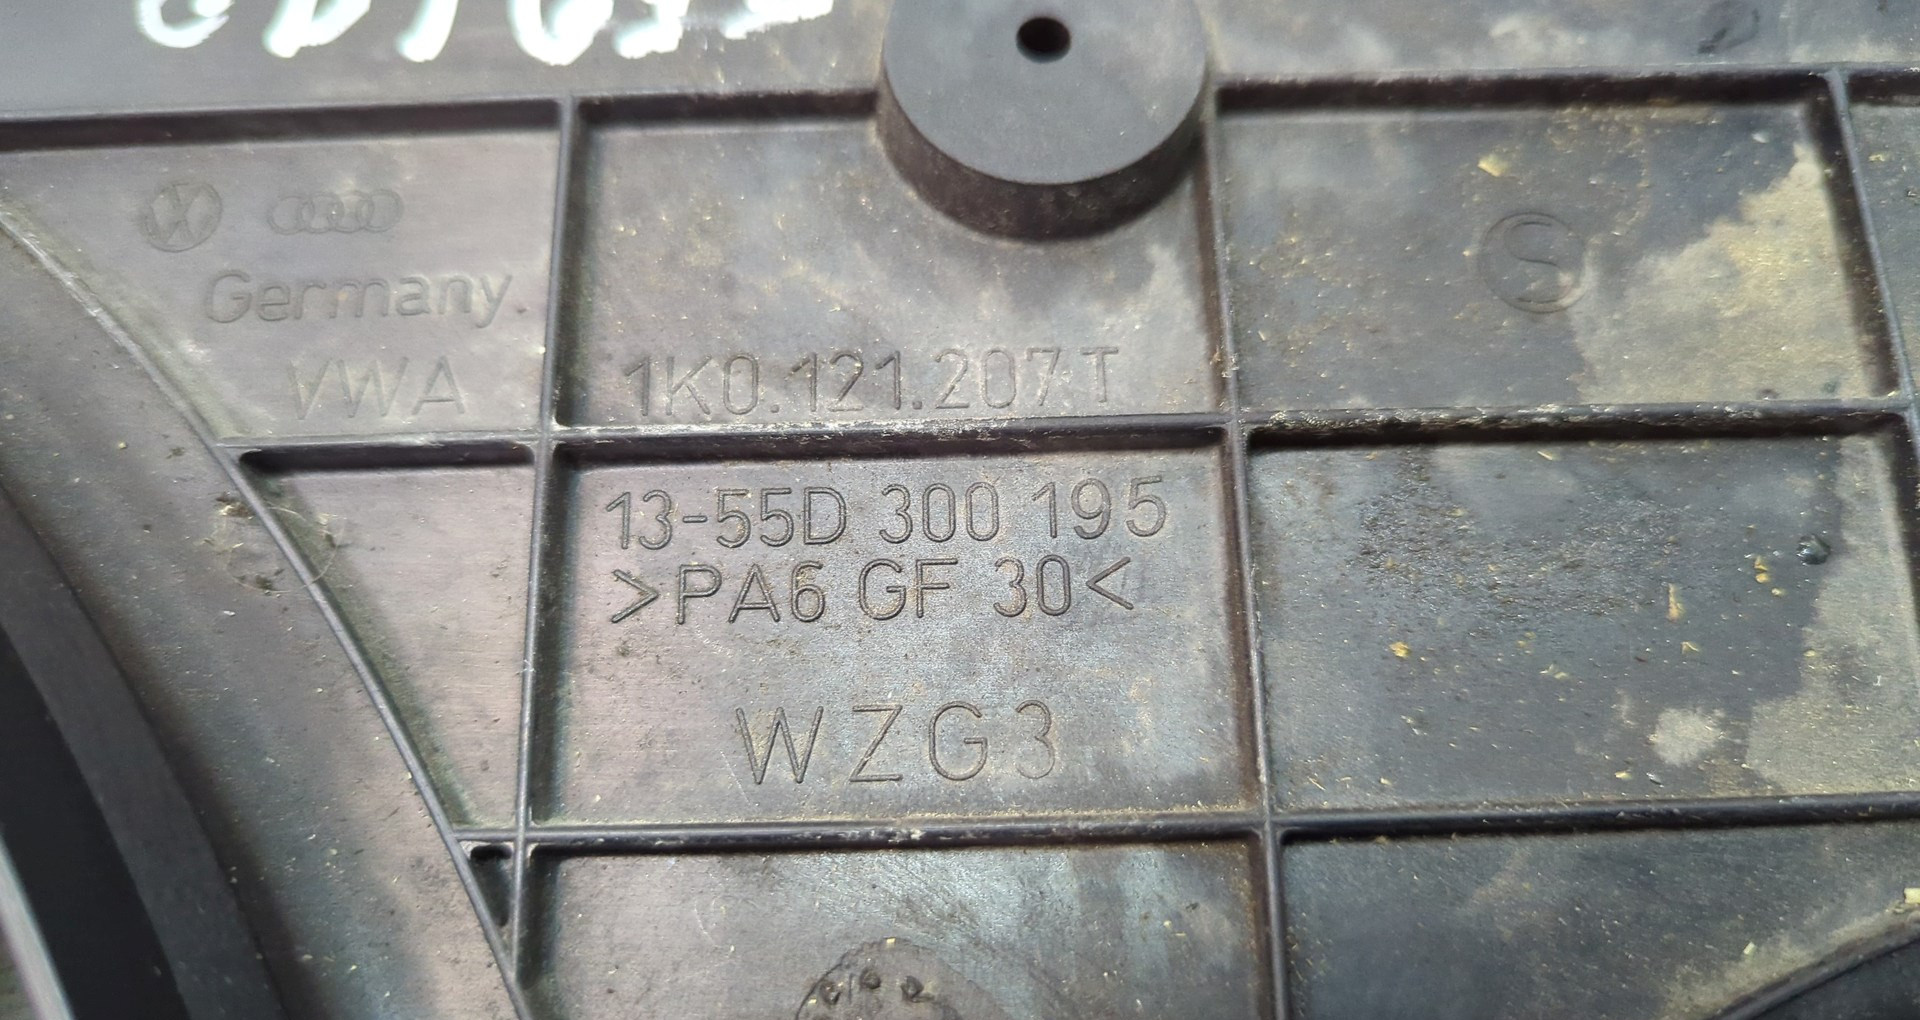 Germany
VWA
1K0.121.207 T
S
13-55D 300 195
>PA6 GF 30<
WZG3